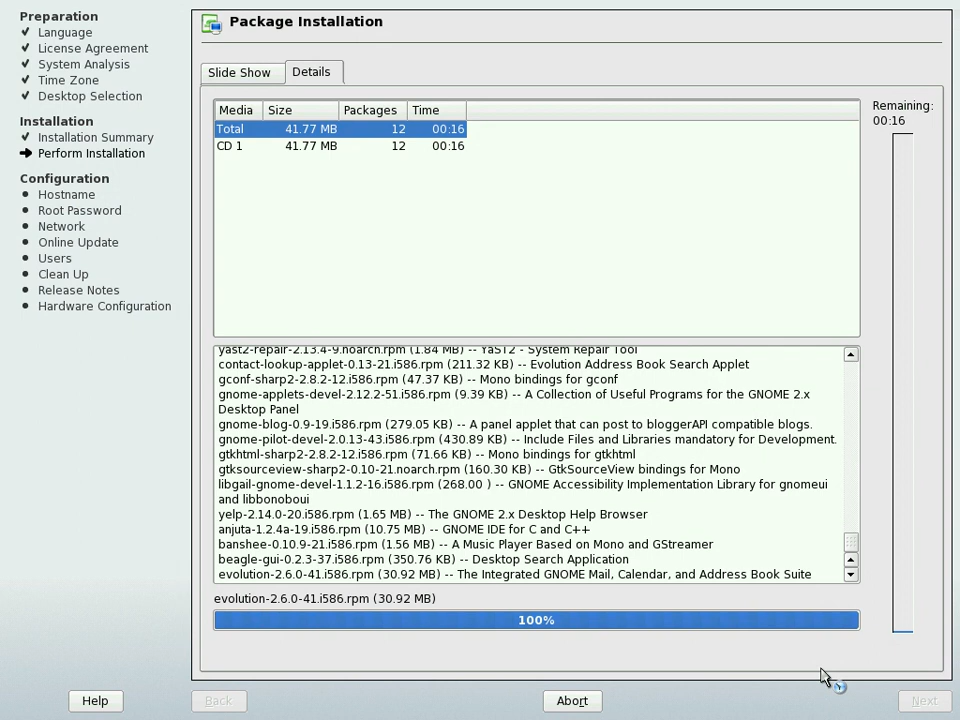 Preparation
Language
License Agreement
System Analysis
Time Zone
Desktop Selection
Installation
Installation Summary
Perform Installation
Configuration
Hostname
Root Password
Network
Online Update
Users
Clean Up
Release Notes
Hardware Configuration
Package Installation
Slide Show
Details
Media Size Packages Time
Total 41.77 MB 12 00:16
CD 1 41.77 MB 12 00:16
Remaining:
00:16
yast2-repair-2.13.4-9.noarch.rpm (1.84 MB) -- YaST2 - System Repair Tool
contact-lookup-applet-0.13-21.i586.rpm (211.32 KB) -- Evolution Address Book Search Applet
gconf-sharp2-2.8.2-12.i586.rpm (47.37 KB) -- Mono bindings for gconf
gnome-applets-devel-2.12.2-51.i586.rpm (9.39 KB) -- A Collection of Useful Programs for the GNOME 2.x
Desktop Panel
gnome-blog-0.9-19.i586.rpm (279.05 KB) -- A panel applet that can post to bloggerAPI compatible blogs.
gnome-pilot-devel-2.0.13-43.i586.rpm (430.89 KB) -- Include Files and Libraries mandatory for Development.
gtkhtml-sharp2-2.8.2-12.i586.rpm (71.66 KB) -- Mono bindings for gtkhtml
gtksourceview-sharp2-0.10-21.noarch.rpm (160.30 KB) -- GtkSourceView bindings for Mono
libgail-gnome-devel-1.1.2-16.i586.rpm (268.00 ) -- GNOME Accessibility Implementation Library for gnomeui
and libbonoboui
yelp-2.14.0-20.i586.rpm (1.65 MB) -- The GNOME 2.x Desktop Help Browser
anjuta-1.2.4a-19.i586.rpm (10.75 MB) -- GNOME IDE for C and C++
banshee-0.10.9-21.i586.rpm (1.56 MB) -- A Music Player Based on Mono and GStreamer
beagle-gui-0.2.3-37.i586.rpm (350.76 KB) -- Desktop Search Application
evolution-2.6.0-41.i586.rpm (30.92 MB) -- The Integrated GNOME Mail, Calendar, and Address Book Suite
evolution-2.6.0-41.i586.rpm (30.92 MB)
100%
Help
Back
Abort
Next